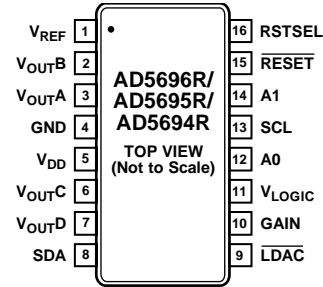 VREF 1
VOUTB 2
VOUTA 3
GND 4
VDD 5
VOUTC 6
VOUTD 7
SDA 8
AD5696R/
AD5695R/
AD5694R
TOP VIEW
(Not to Scale)
16 RSTSEL
15 RESET
14 A1
13 SCL
12 A0
11 VLOGIC
10 GAIN
9 LDAC